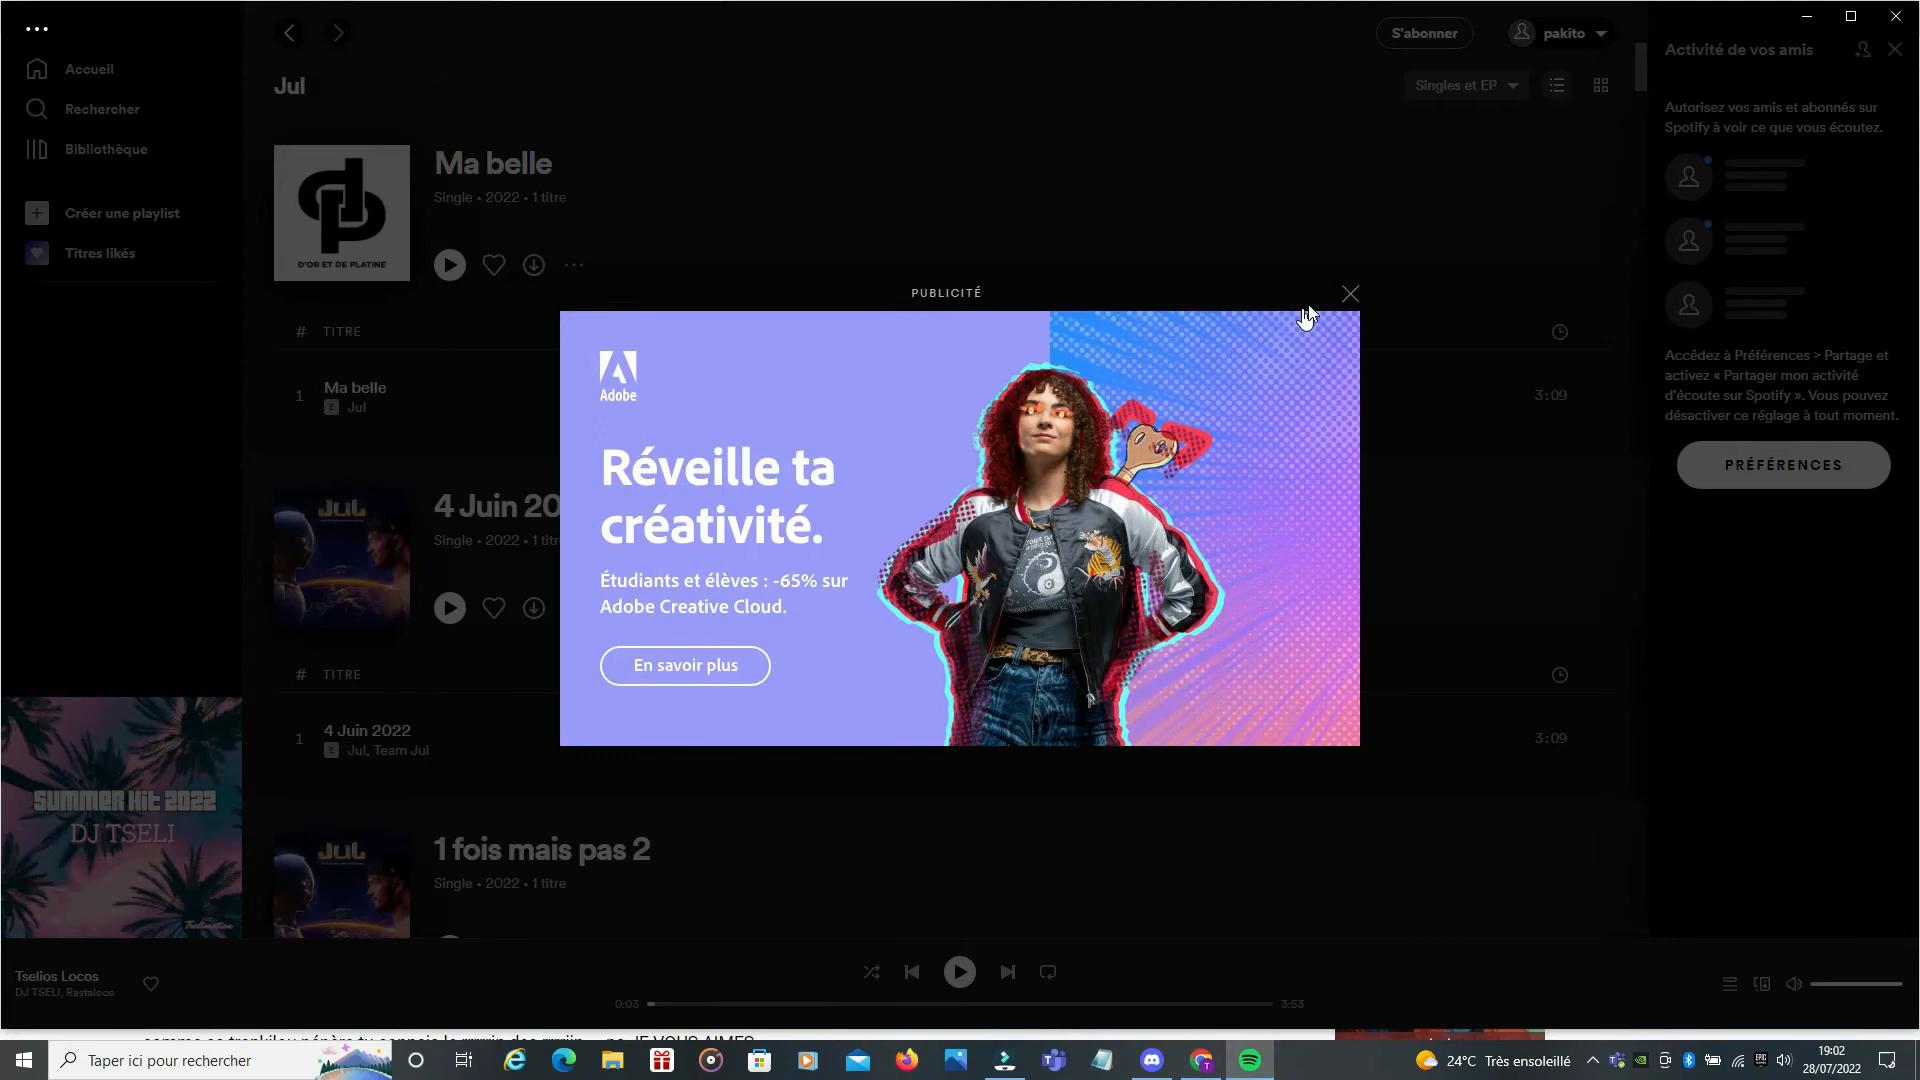 Accueil
Rechercher
Bibliothèque
Créer une playlist
Titres likés
SUMMER HIT 2022
DJ TSELI
Tselios Locos
DJ TSELI, Rastaloco
S'abonner
pakito
Jul
Singles et EP
D'OR ET DE PLATINE
Ma belle
Single • 2022 • 1 titre
# TITRE
1 Ma belle
E Jul
3:09
JUL
4 Juin 20
Single • 2022 • 1 titr
# TITRE
1 4 Juin 2022
E Jul, Team Jul
3:09
JUL
1 fois mais pas 2
Single • 2022 • 1 titre
PUBLICITÉ
Adobe
Réveille ta
créativité.
Étudiants et élèves : -65% sur
Adobe Creative Cloud.
En savoir plus
Activité de vos amis
Autorisez vos amis et abonnés sur
Spotify à voir ce que vous écoutez.
Accédez à Préférences > Partage et
activez « Partager mon activité
d'écoute sur Spotify ». Vous pouvez
désactiver ce réglage à tout moment.
PRÉFÉRENCES
0:03
3:53
JE VOUS AIMES
Taper ici pour rechercher
24°C Très ensoleillé
19:02
28/07/2022